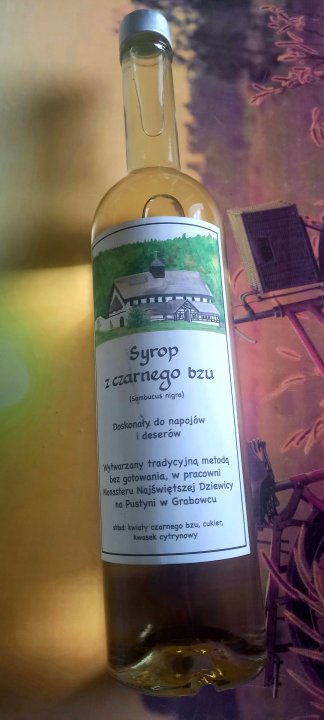 Syrop
z czarnego bzu
(Sambucus nigra)
Doskonały do napojów
i deserów
Wytwarzany tradycyjną metodą
bez gotowania, w pracowni
Monasteru Najświętszej Dziewicy
na Pustyni w Grabowcu
skład: kwiaty czarnego bzu, cukier,
kwasek cytrynowy